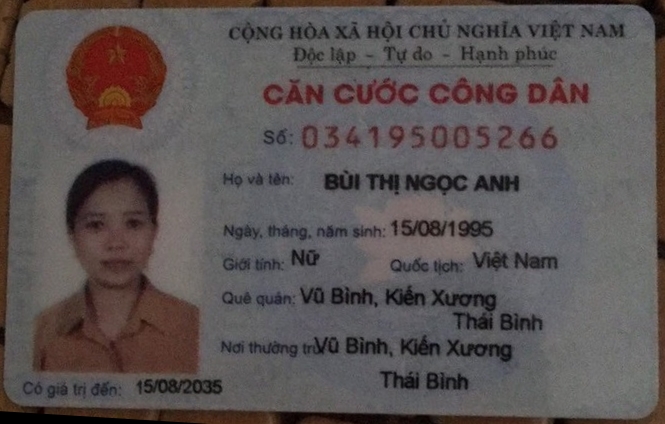 CỘNG HÒA XÃ HỘI CHỦ NGHĨA VIỆT NAM
Độc lập - Tự do - Hạnh phúc
CĂN CƯỚC CÔNG DÂN
Số: 034195005266
Họ và tên: BÙI THỊ NGỌC ANH
Ngày, tháng, năm sinh: 15/08/1995
Giới tính: Nữ Quốc tịch: Việt Nam
Quê quán: Vũ Bình, Kiến Xương
Thái Bình
Nơi thường trú: Vũ Bình, Kiến Xương
Thái Bình
Có giá trị đến: 15/08/2035